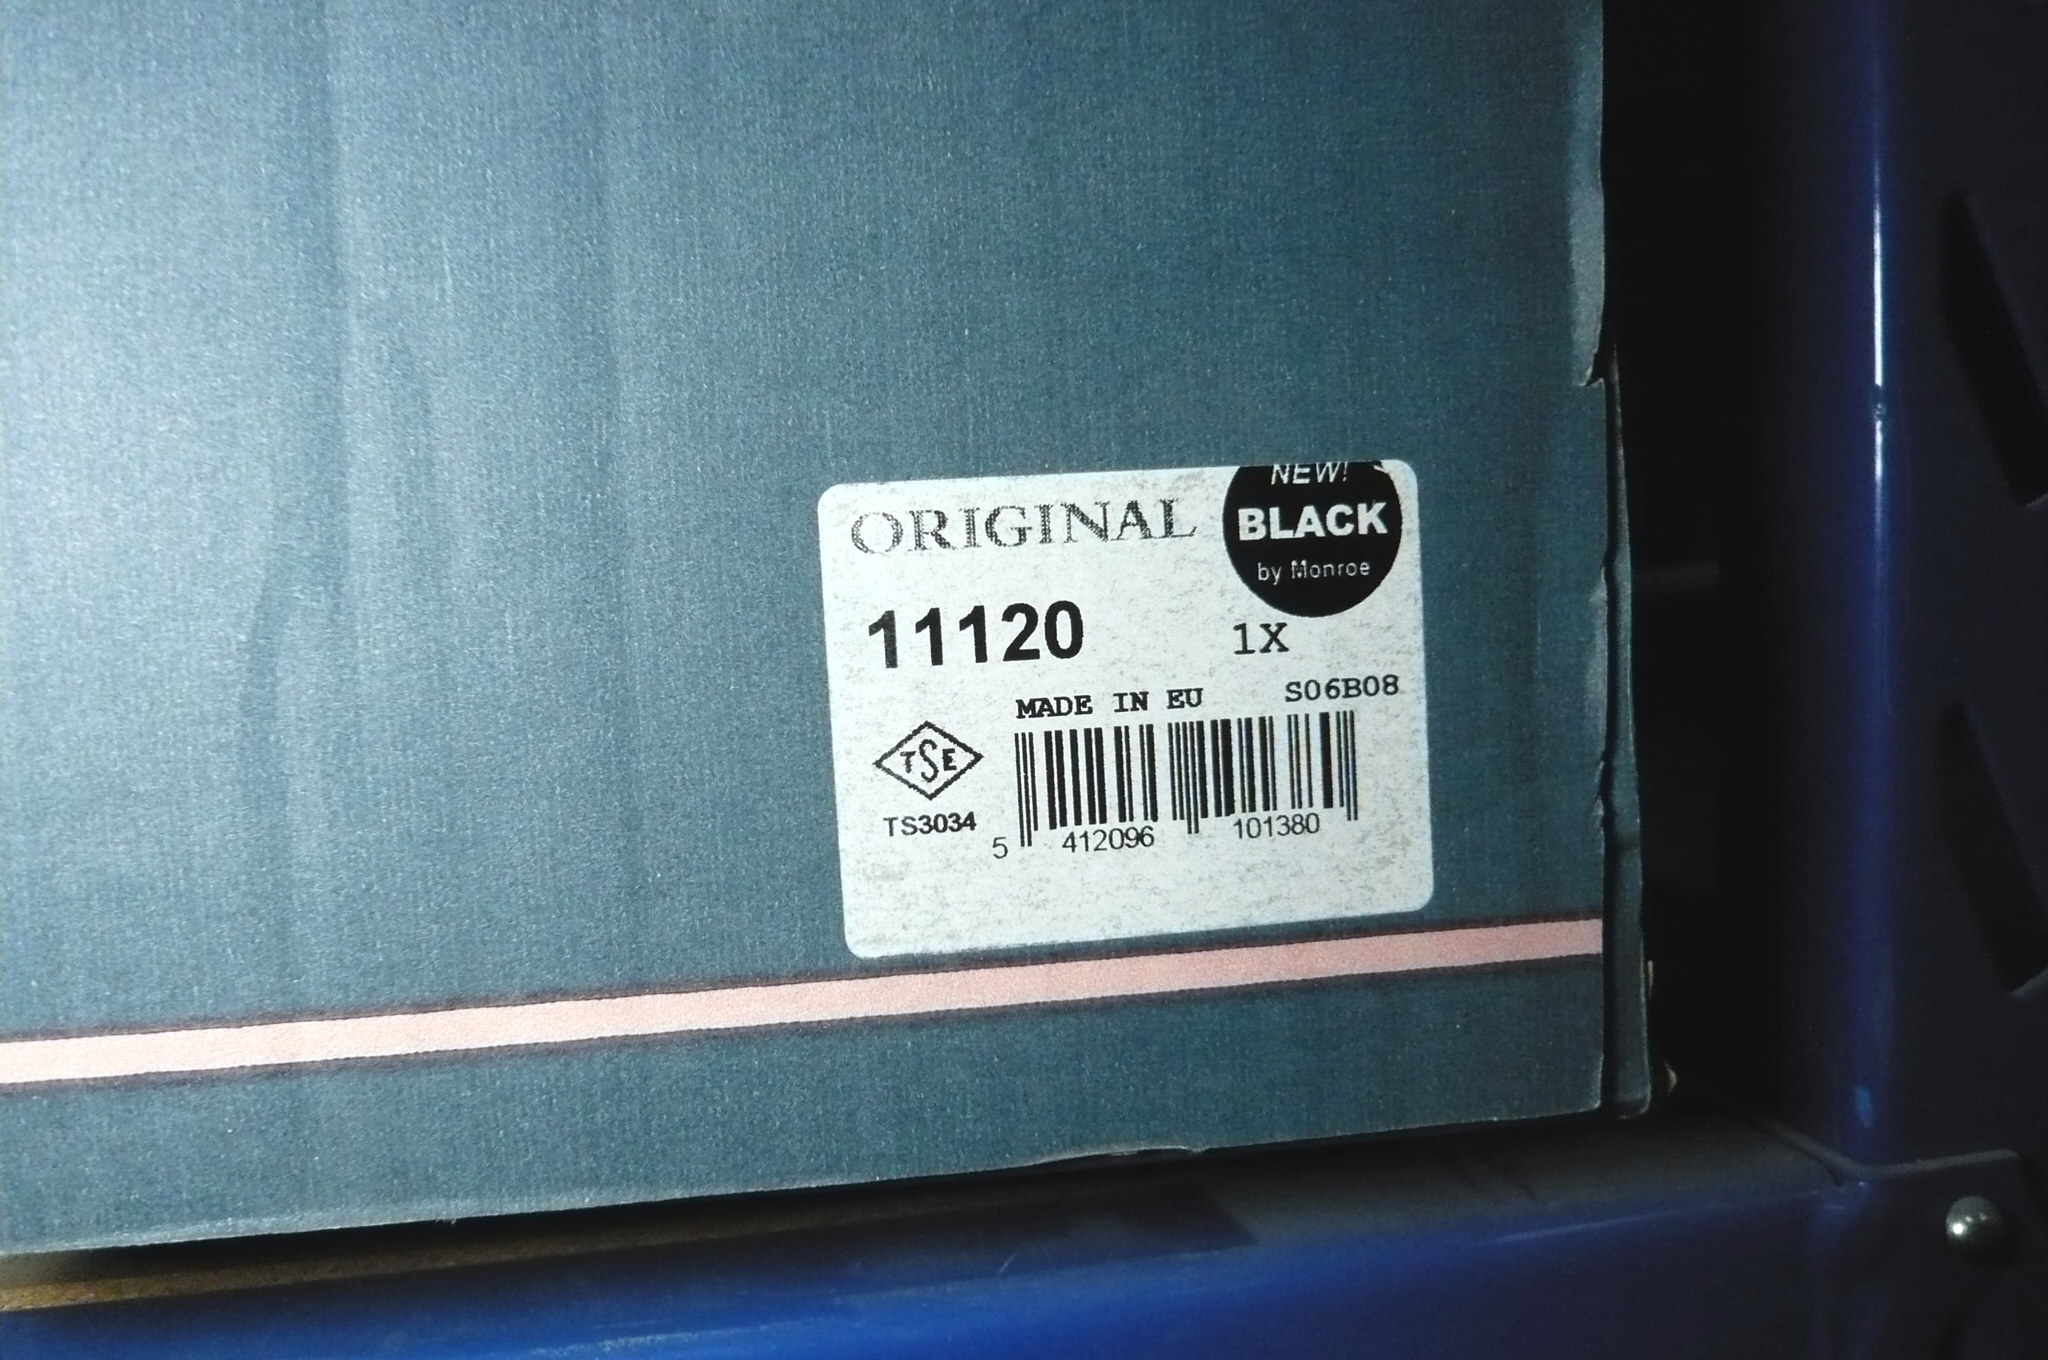 ORIGINAL
NEW!
BLACK
by Monroe
11120
1X
MADE IN EU
S06B08
TSE
TS3034
5 412096 101380